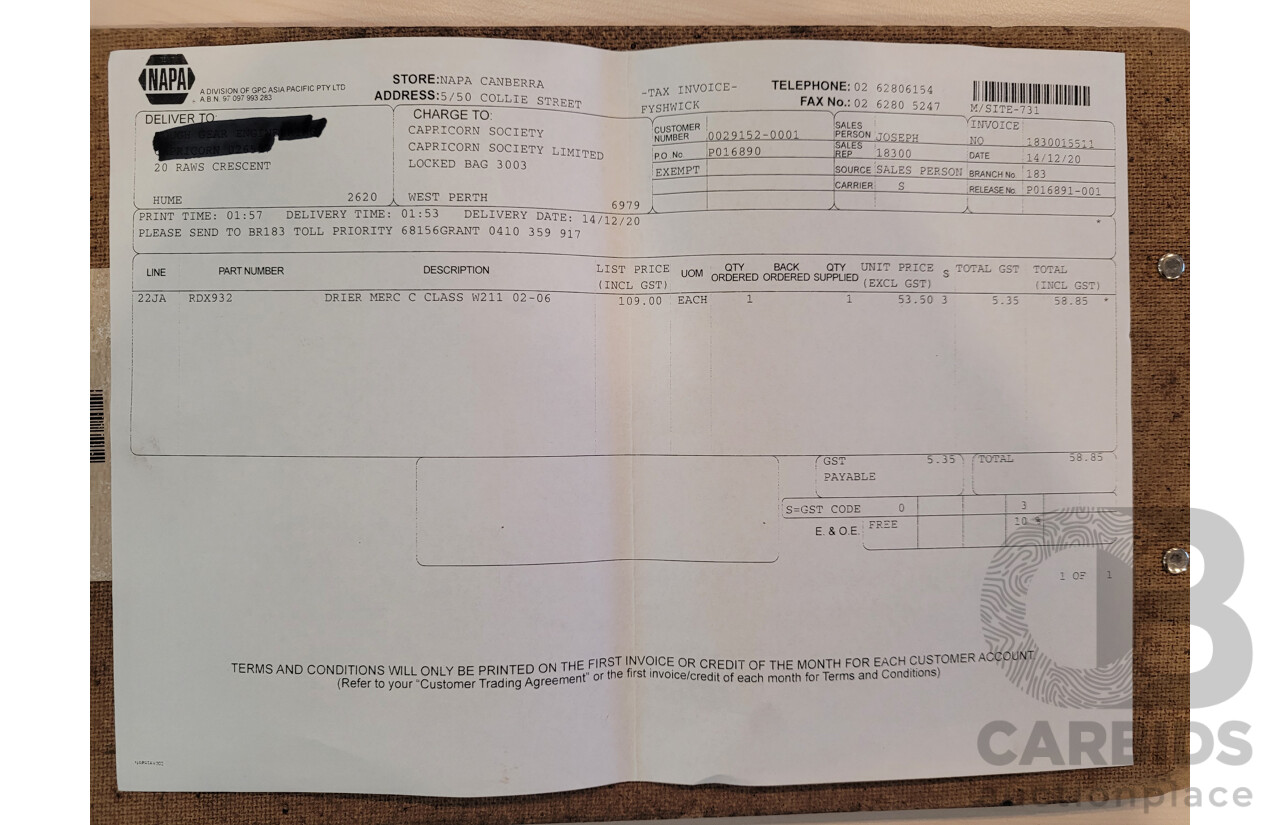 NAPA
A DIVISION OF GPC ASIA PACIFIC PTY LTD
A.B.N. 97 097 993 283
STORE: NAPA CANBERRA
ADDRESS: 5/50 COLLIE STREET
-TAX INVOICE-
FYSHWICK
TELEPHONE: 02 62806154
FAX No.: 02 6280 5247
M/SITE-731
DELIVER TO:
20 RAWS CRESCENT
HUME 2620
CHARGE TO:
CAPRICORN SOCIETY
CAPRICORN SOCIETY LIMITED
LOCKED BAG 3003
WEST PERTH 6979
CUSTOMER NUMBER 0029152-0001
P.O. No. P016890
EXEMPT
SALES PERSON JOSEPH
SALES REP 18300
SOURCE SALES PERSON
CARRIER S
INVOICE NO 1830015511
DATE 14/12/20
BRANCH No. 183
RELEASE No. P016891-001
PRINT TIME: 01:57 DELIVERY TIME: 01:53 DELIVERY DATE: 14/12/20
PLEASE SEND TO BR183 TOLL PRIORITY 68156GRANT 0410 359 917
LINE PART NUMBER DESCRIPTION LIST PRICE (INCL GST) UOM QTY ORDERED BACK ORDERED QTY SUPPLIED UNIT PRICE (EXCL GST) S TOTAL GST TOTAL (INCL GST)
22JA RDX932 DRIER MERC C CLASS W211 02-06 109.00 EACH 1 1 53.50 3 5.35 58.85 *
GST PAYABLE 5.35
TOTAL 58.85
S=GST CODE 0 3
E. & O.E. FREE 10 %
1 OF 1
TERMS AND CONDITIONS WILL ONLY BE PRINTED ON THE FIRST INVOICE OR CREDIT OF THE MONTH FOR EACH CUSTOMER ACCOUNT.
(Refer to your "Customer Trading Agreement" or the first invoice/credit of each month for Terms and Conditions)
CARBIDS
auctionplace